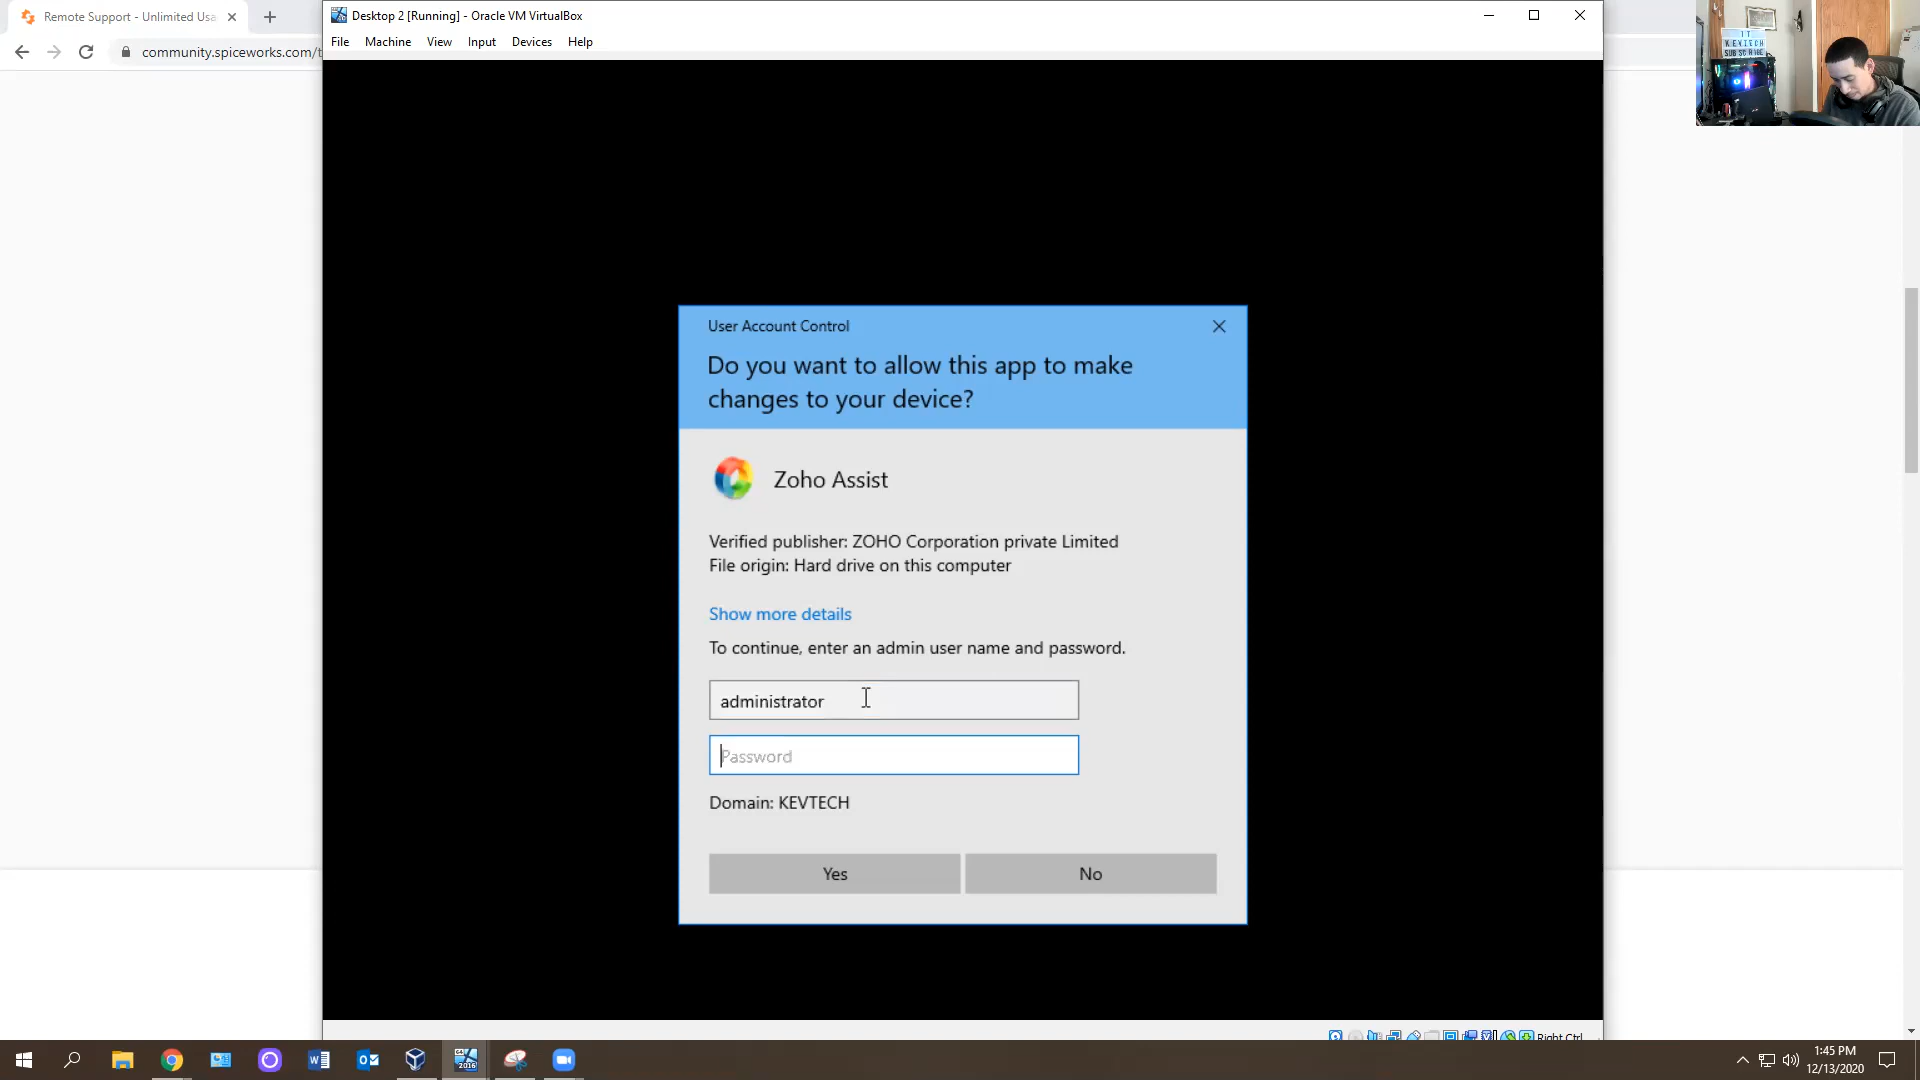 Remote Support - Unlimited Usa
community.spiceworks.com/t
Desktop 2 [Running] - Oracle VM VirtualBox
File Machine View Input Devices Help
IT
KEVTECH
SUBSCRIBE
User Account Control
Do you want to allow this app to make
changes to your device?
Zoho Assist
Verified publisher: ZOHO Corporation private Limited
File origin: Hard drive on this computer
Show more details
To continue, enter an admin user name and password.
administrator
Password
Domain: KEVTECH
Yes
No
Right Ctrl
2016
1:45 PM
12/13/2020